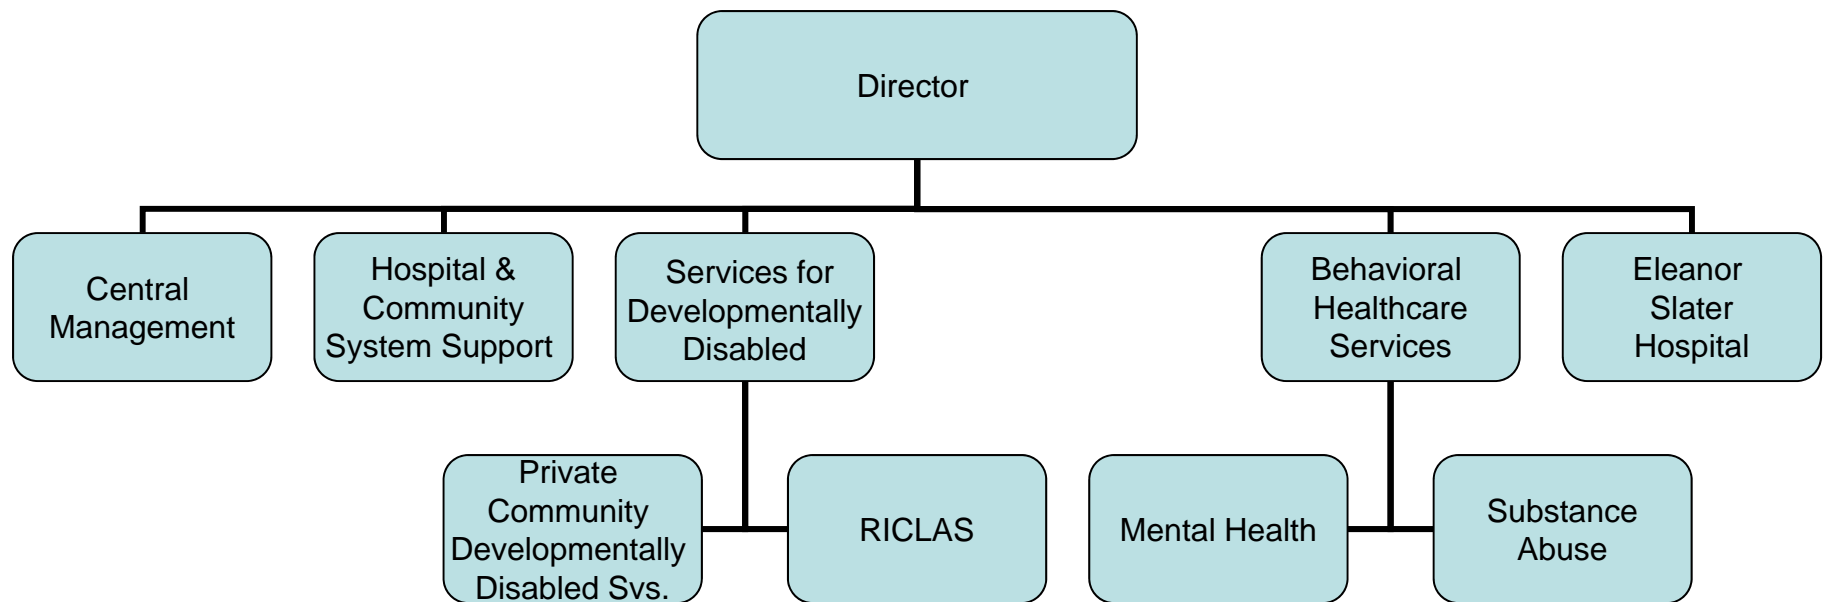 Director
Central
Management
Hospital &
Community
System Support
Services for
Developmentally
Disabled
Behavioral
Healthcare
Services
Eleanor
Slater
Hospital
Private
Community
Developmentally
Disabled Svs.
RICLAS
Mental Health
Substance
Abuse